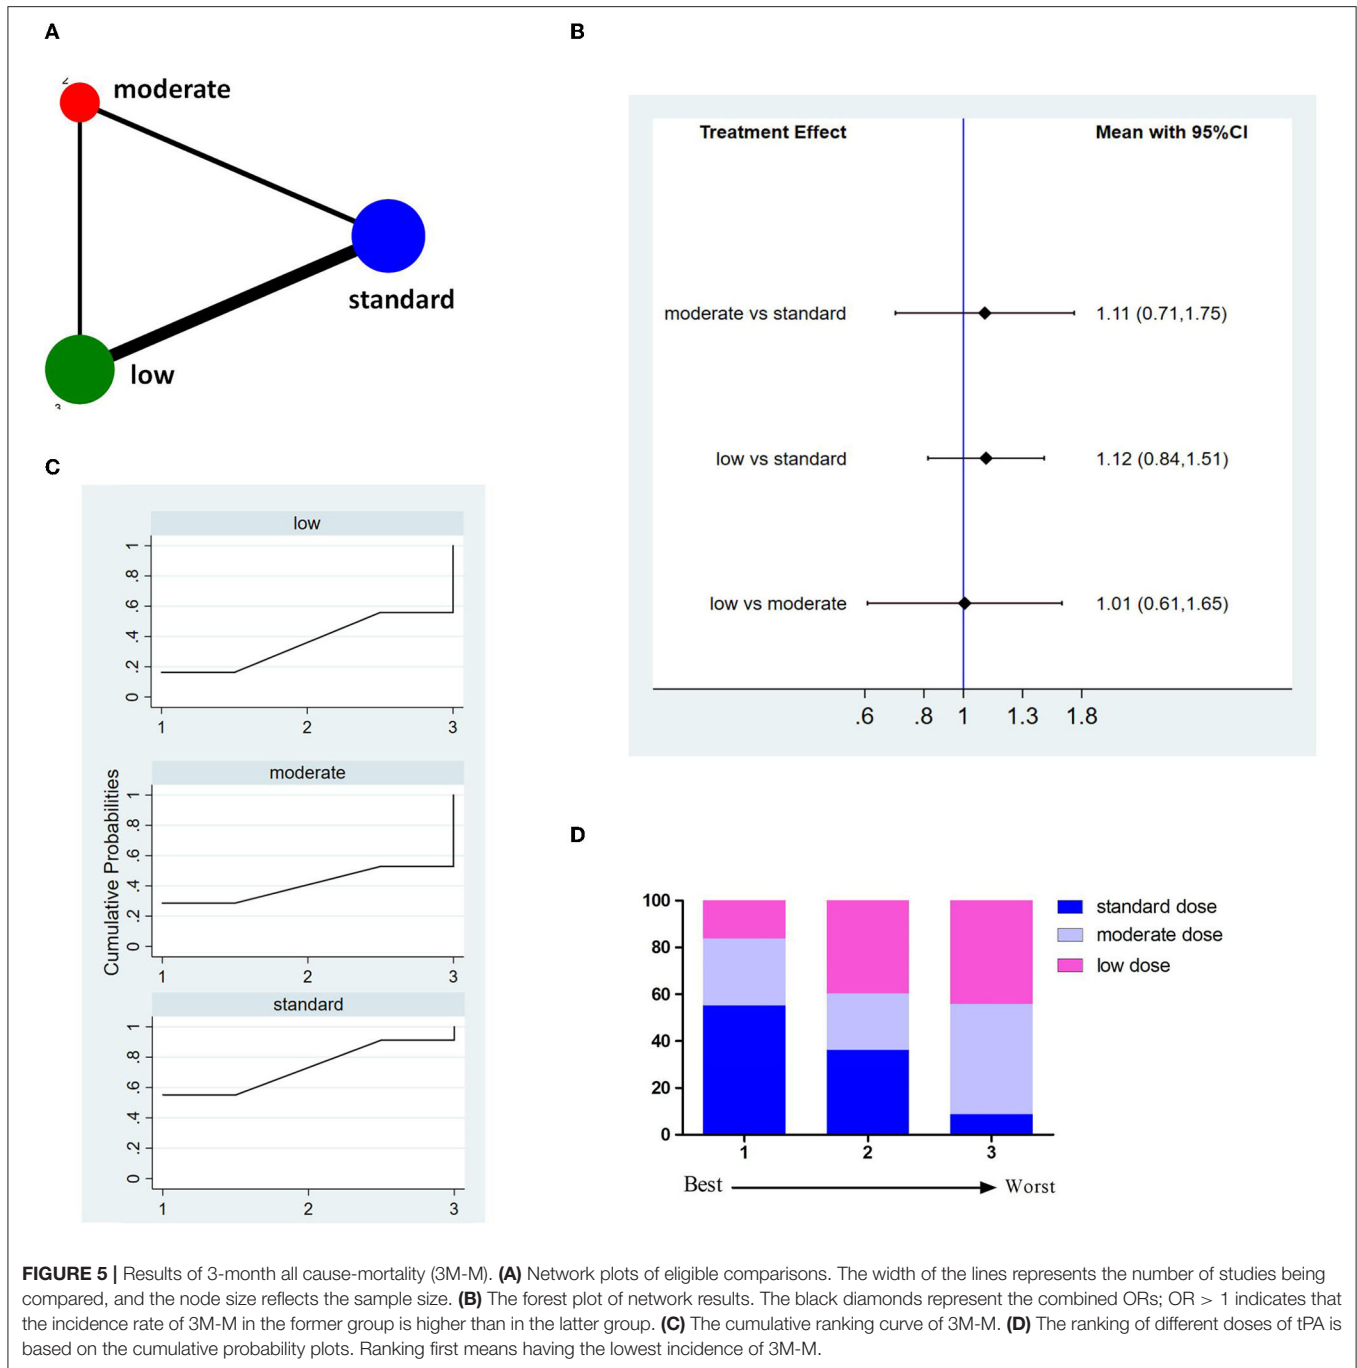 A
2
moderate
standard
low
3
B
Treatment Effect
Mean with 95%CI
moderate vs standard
1.11 (0.71,1.75)
low vs standard
1.12 (0.84,1.51)
low vs moderate
1.01 (0.61,1.65)
.6 .8 1 1.3 1.8
C
Cumulative Probabilities
low
1
.8
.6
.4
.2
0
1 2 3
moderate
1
.8
.6
.4
.2
0
1 2 3
standard
1
.8
.6
.4
.2
0
1 2 3
D
100
80
60
40
20
0
1 2 3
Best Worst
standard dose
moderate dose
low dose
FIGURE 5 | Results of 3-month all cause-mortality (3M-M). (A) Network plots of eligible comparisons. The width of the lines represents the number of studies being
compared, and the node size reflects the sample size. (B) The forest plot of network results. The black diamonds represent the combined ORs; OR > 1 indicates that
the incidence rate of 3M-M in the former group is higher than in the latter group. (C) The cumulative ranking curve of 3M-M. (D) The ranking of different doses of tPA is
based on the cumulative probability plots. Ranking first means having the lowest incidence of 3M-M.